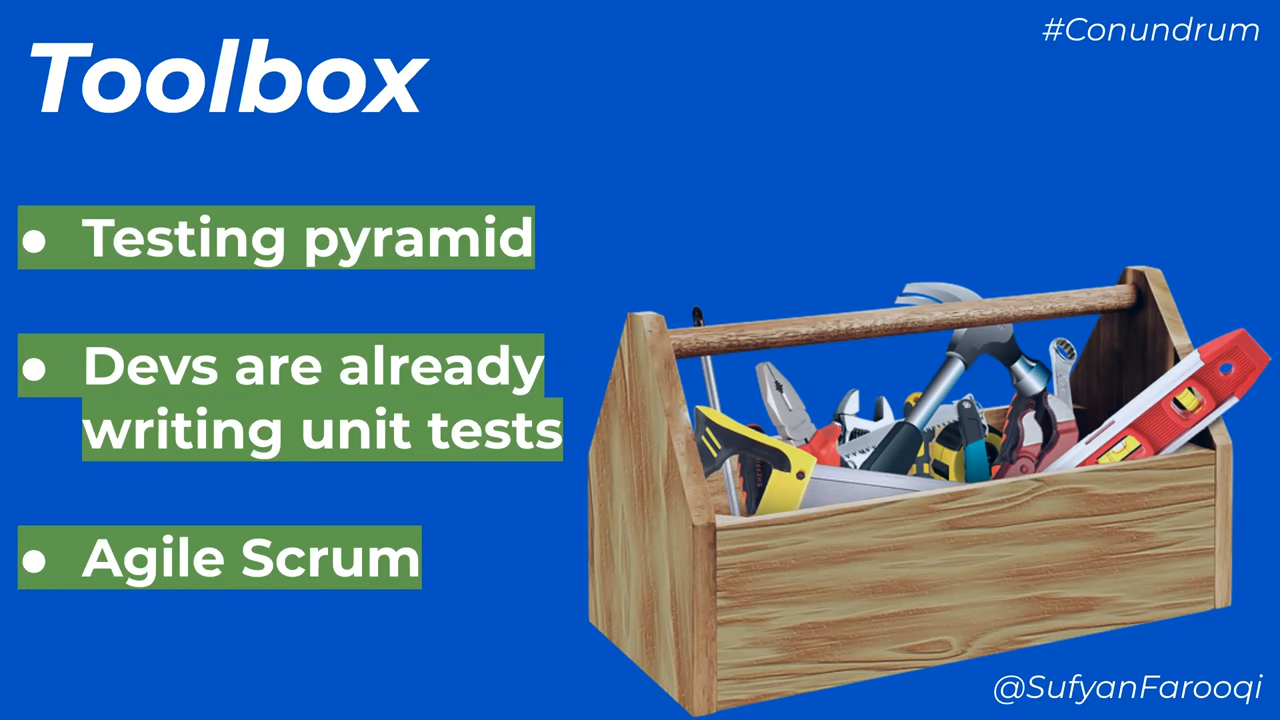 #Conundrum
Toolbox
● Testing pyramid
● Devs are already
writing unit tests
● Agile Scrum
@SufyanFarooqi